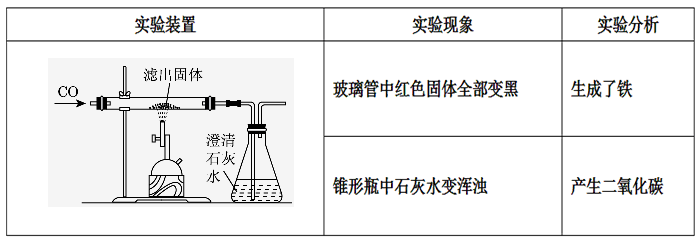 实验装置
实验现象
实验分析
滤出固体
CO
澄清
石灰
水
玻璃管中红色固体全部变黑
生成了铁
锥形瓶中石灰水变浑浊
产生二氧化碳